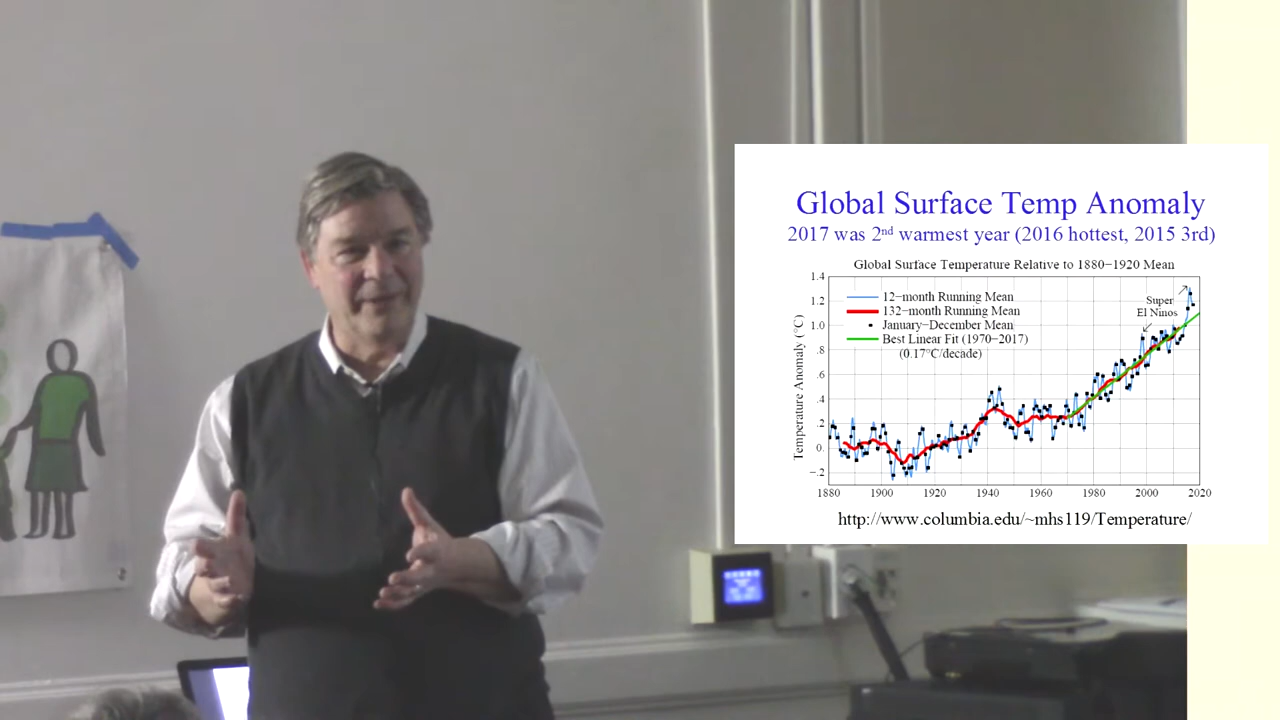 Global Surface Temp Anomaly
2017 was 2nd warmest year (2016 hottest, 2015 3rd)
Global Surface Temperature Relative to 1880−1920 Mean
12−month Running Mean
132−month Running Mean
January−December Mean
Best Linear Fit (1970−2017)
(0.17°C/decade)
Super
El Ninos
Temperature Anomaly (°C)
1.4
1.2
1.0
.8
.6
.4
.2
0.
−.2
1880 1900 1920 1940 1960 1980 2000 2020
http://www.columbia.edu/~mhs119/Temperature/